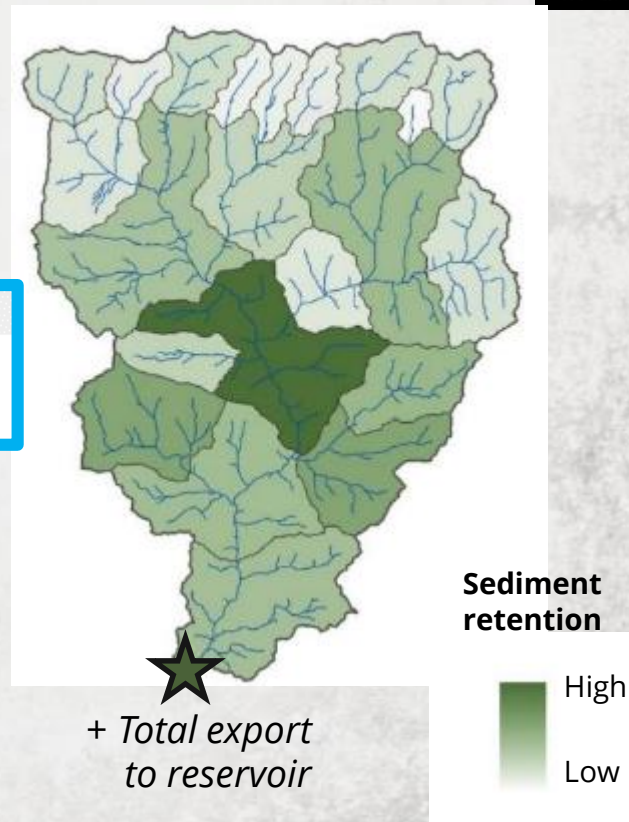 Sediment
retention
High
Low
+ Total export
to reservoir